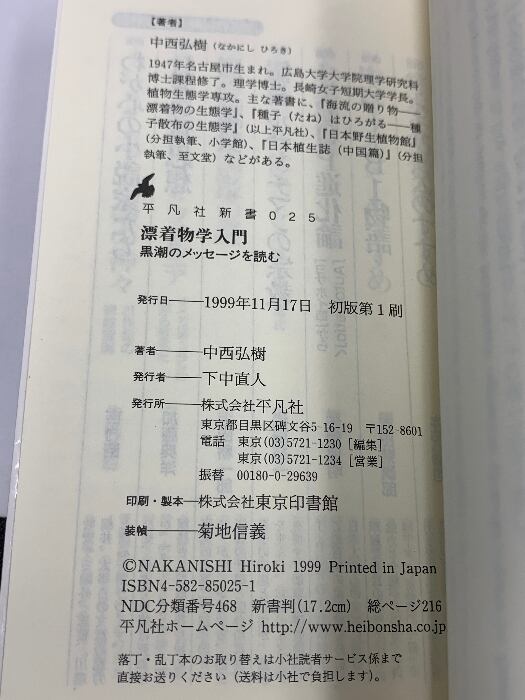 【著者】
中西弘樹（なかにし ひろき）
1947年名古屋市生まれ。広島大学大学院理学研究科
博士課程修了。理学博士。長崎女子短期大学学長。
植物生態学専攻。主な著書に、『海流の贈り物――
漂着物の生態学』、『種子（たね）はひろがる――種
子散布の生態学』（以上平凡社）、『日本野生植物館』
（分担執筆、小学館）、『日本植生誌（中国篇）』（分担
執筆、至文堂）などがある。
平凡社新書025
漂着物学入門
黒潮のメッセージを読む
発行日――1999年11月17日 初版第1刷
著者――中西弘樹
発行者――下中直人
発行所――株式会社平凡社
東京都目黒区碑文谷5-16-19 〒152-8601
電話 東京(03)5721-1230［編集］
東京(03)5721-1234［営業］
振替 00180-0-29639
印刷・製本―株式会社東京印書館
装幀――菊地信義
©NAKANISHI Hiroki 1999 Printed in Japan
ISBN4-582-85025-1
NDC分類番号468 新書判(17.2cm) 総ページ216
平凡社ホームページ http://www.heibonsha.co.jp
落丁・乱丁本のお取り替えは小社読者サービス係まで
直接お送りください（送料は小社で負担します）。